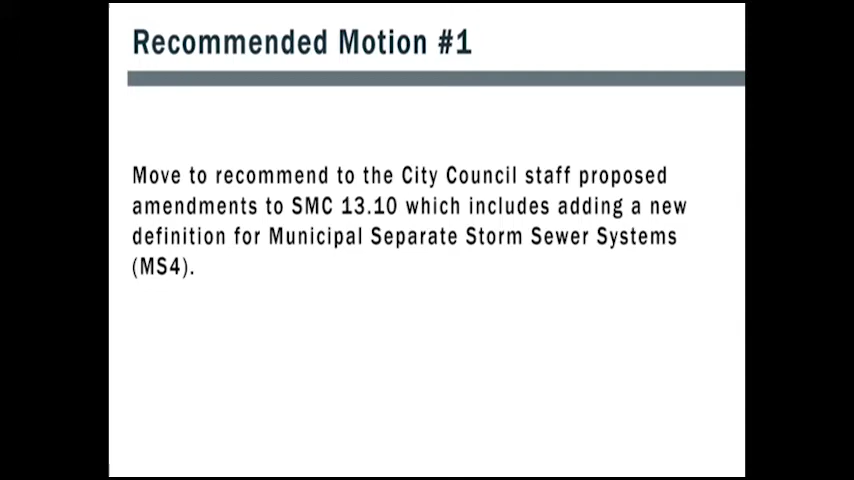 Recommended Motion #1
Move to recommend to the City Council staff proposed
amendments to SMC 13.10 which includes adding a new
definition for Municipal Separate Storm Sewer Systems
(MS4).